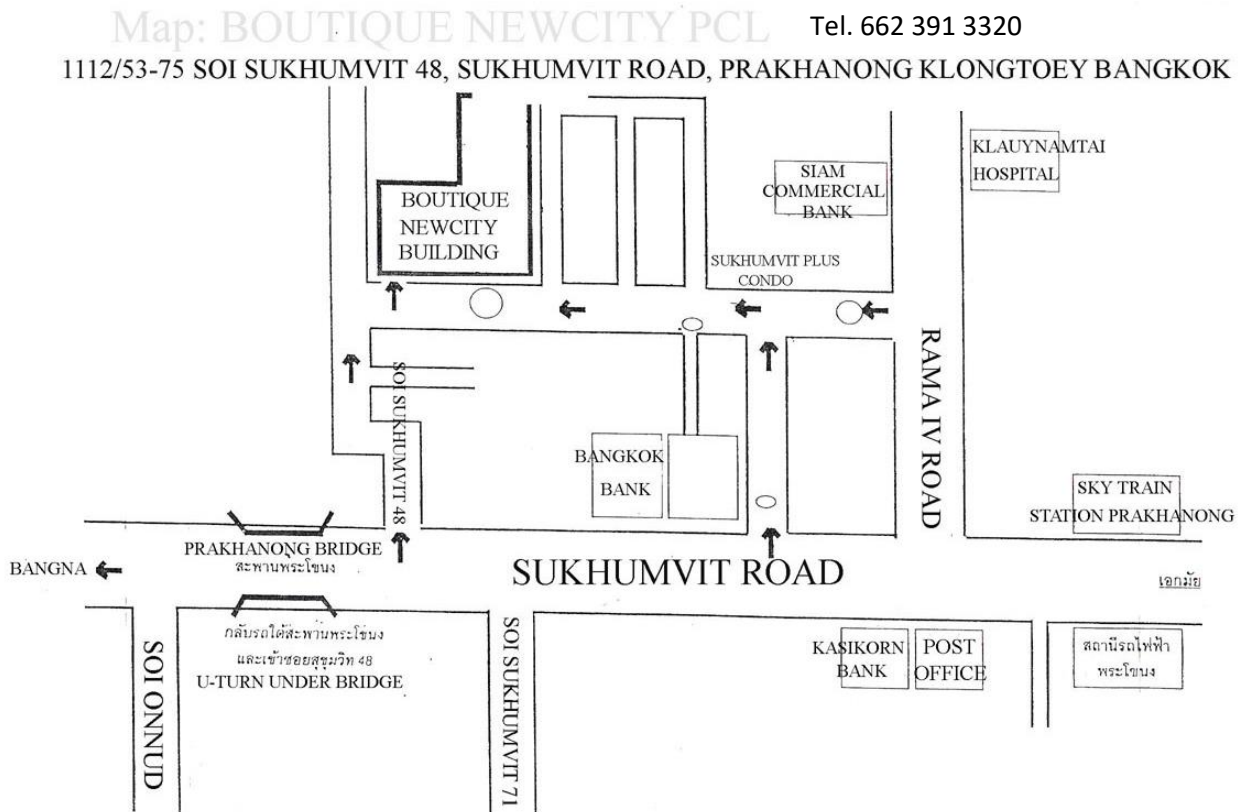 Map: BOUTIQUE NEWCITY PCL
Tel. 662 391 3320
1112/53-75 SOI SUKHUMVIT 48, SUKHUMVIT ROAD, PRAKHANONG KLONGTOEY BANGKOK
KLAUYNAMTAI
HOSPITAL
SIAM
COMMERCIAL
BANK
BOUTIQUE
NEWCITY
BUILDING
SUKHUMVIT PLUS
CONDO
RAMA IV ROAD
SOI SUKHUMVIT 48
BANGKOK
BANK
SKY TRAIN
STATION PRAKHANONG
PRAKHANONG BRIDGE
สะพานพระโขนง
BANGNA
SUKHUMVIT ROAD
เอกมัย
กลับรถใต้สะพานพระโขนง
และเข้าซอยสุขุมวิท 48
U-TURN UNDER BRIDGE
SOI ONNUD
SOI SUKHUMVIT 71
KASIKORN
BANK
POST
OFFICE
สถานีรถไฟฟ้า
พระโขนง